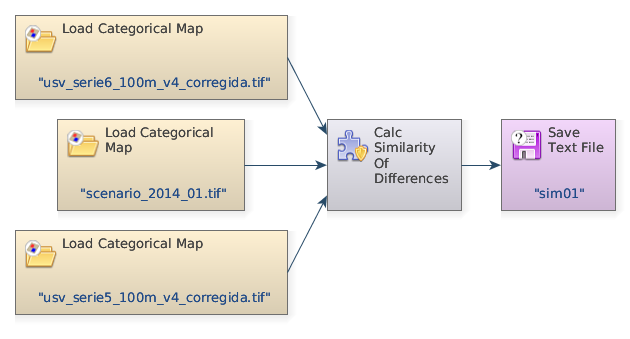 Load Categorical Map
"usv_serie6_100m_v4_corregida.tif"
Load Categorical
Map
"scenario_2014_01.tif"
Load Categorical Map
"usv_serie5_100m_v4_corregida.tif"
Calc
Similarity
Of
Differences
Save
Text File
"sim01"